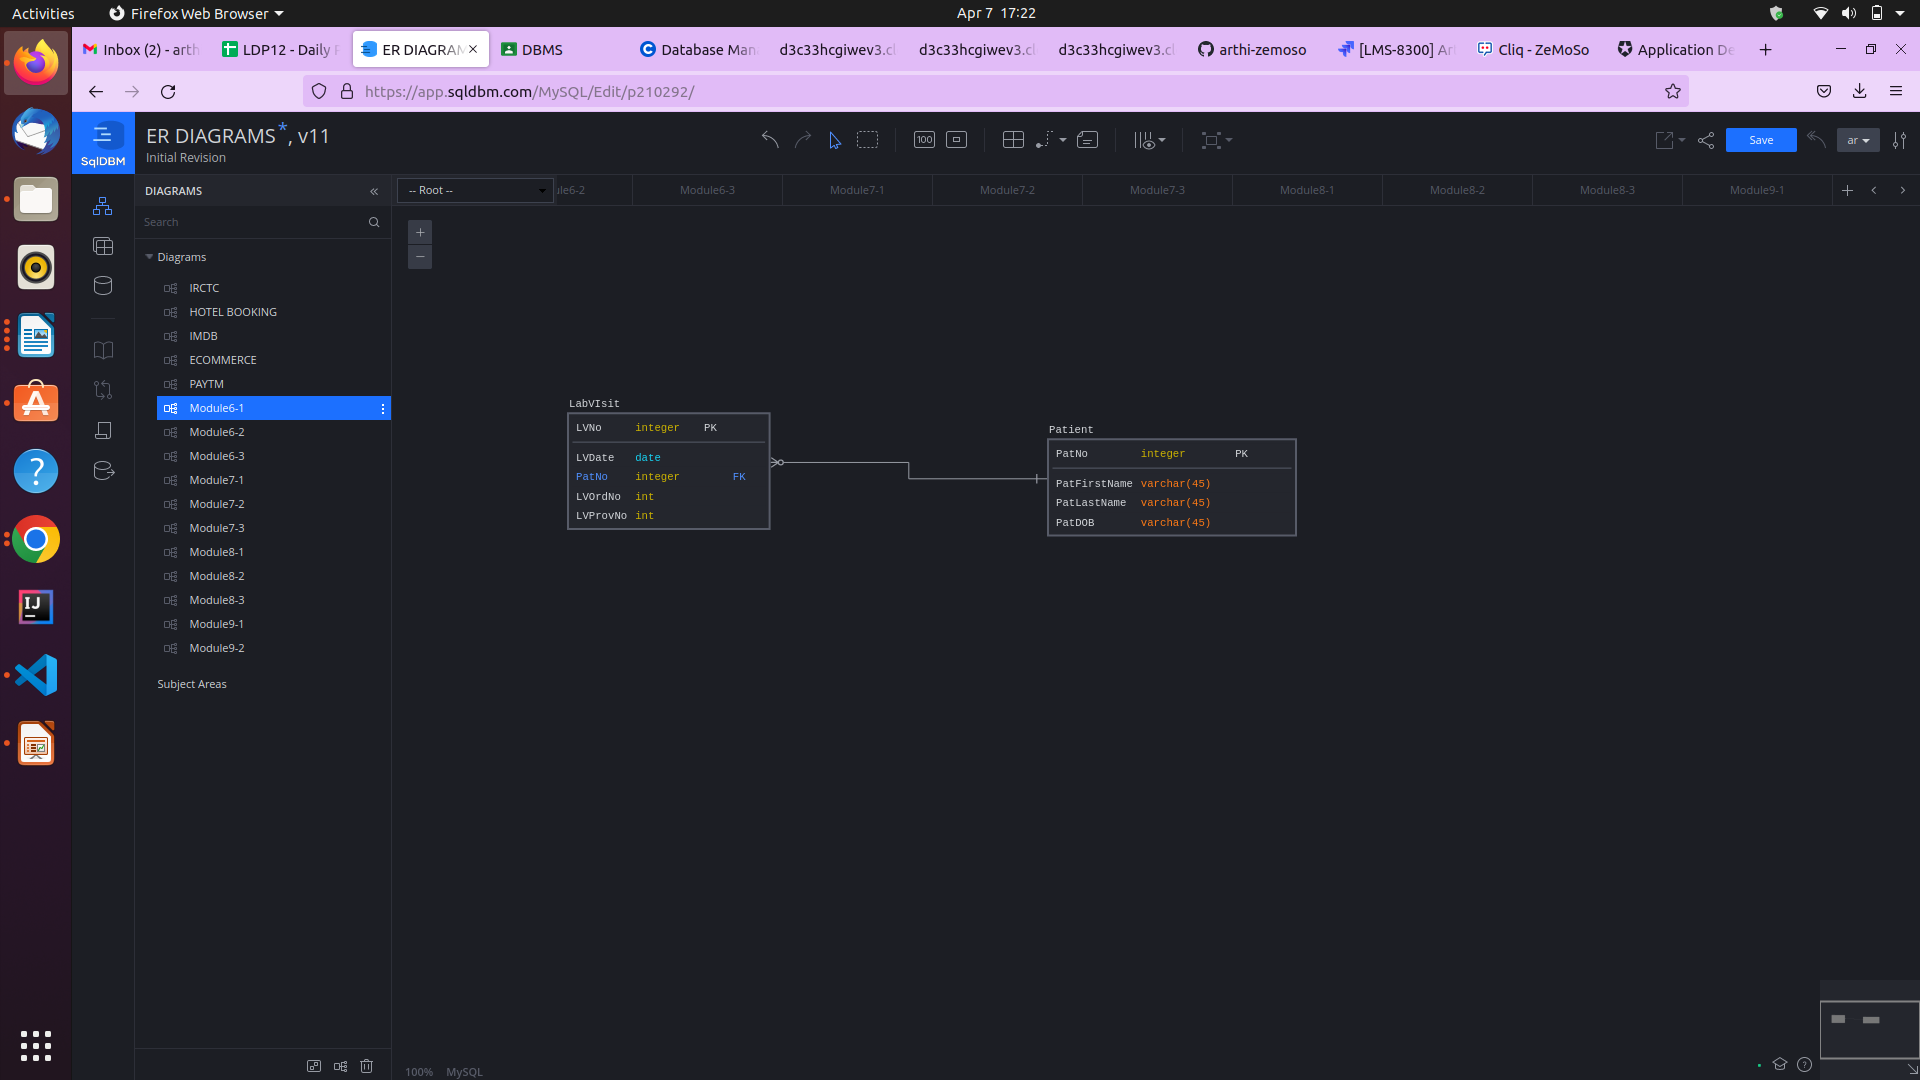 Activities
Firefox Web Browser
Apr 7 17:22
Inbox (2) - arth
LDP12 - Daily
ER DIAGRAM
DBMS
Database Man
d3c33hcgiwev3.cl
d3c33hcgiwev3.cl
d3c33hcgiwev3.cl
arthi-zemoso
[LMS-8300] Ar
Cliq - ZeMoSo
Application De
https://app.sqldbm.com/MySQL/Edit/p210292/
SqlDBM
ER DIAGRAMS*, v11
Initial Revision
100
Save
ar
DIAGRAMS
-- Root --
ule6-2
Module6-3
Module7-1
Module7-2
Module7-3
Module8-1
Module8-2
Module8-3
Module9-1
Search
Diagrams
IRCTC
HOTEL BOOKING
IMDB
ECOMMERCE
PAYTM
Module6-1
Module6-2
Module6-3
Module7-1
Module7-2
Module7-3
Module8-1
Module8-2
Module8-3
Module9-1
Module9-2
Subject Areas
LabVIsit
LVNo integer PK
LVDate date
PatNo integer FK
LVOrdNo int
LVProvNo int
Patient
PatNo integer PK
PatFirstName varchar(45)
PatLastName varchar(45)
PatDOB varchar(45)
100% MySQL